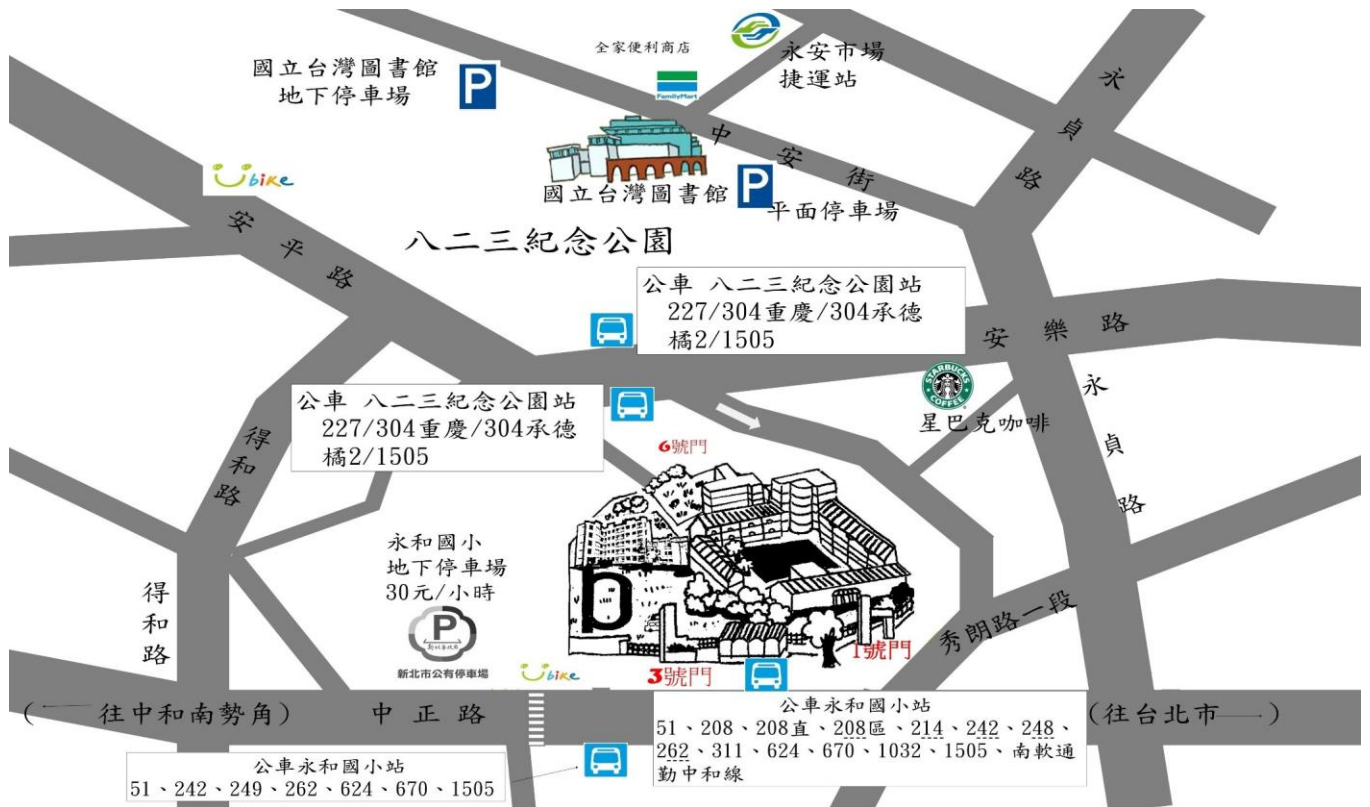 全家便利商店
FamilyMart
永安市場
捷運站
國立台灣圖書館
地下停車場
P
永貞路
中安街
國立台灣圖書館
P
平面停車場
Ubike
安平路
八二三紀念公園
公車 八二三紀念公園站
227/304重慶/304承德
橘2/1505
安樂路
STARBUCKS
COFFEE
星巴克咖啡
永貞路
公車 八二三紀念公園站
227/304重慶/304承德
橘2/1505
得和路
6號門
永和國小
地下停車場
30元/小時
P
新北市公有停車場
得和路
b
秀朗路一段
1號門
3號門
Ubike
(往中和南勢角)
中正路
(往台北市)
公車永和國小站
51、208、208直、208區、214、242、248、
262、311、624、670、1032、1505、南軟通
勤中和線
公車永和國小站
51、242、249、262、624、670、1505